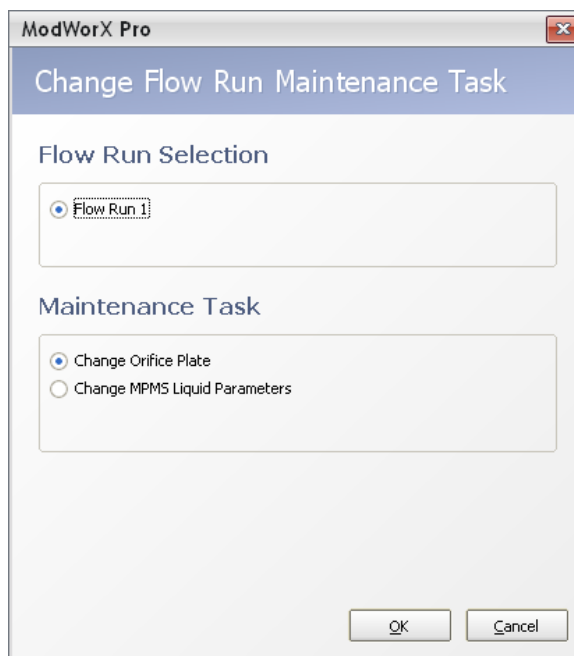 ModWorX Pro
Change Flow Run Maintenance Task
Flow Run Selection
Flow Run 1
Maintenance Task
Change Orifice Plate
Change MPMS Liquid Parameters
OK
Cancel